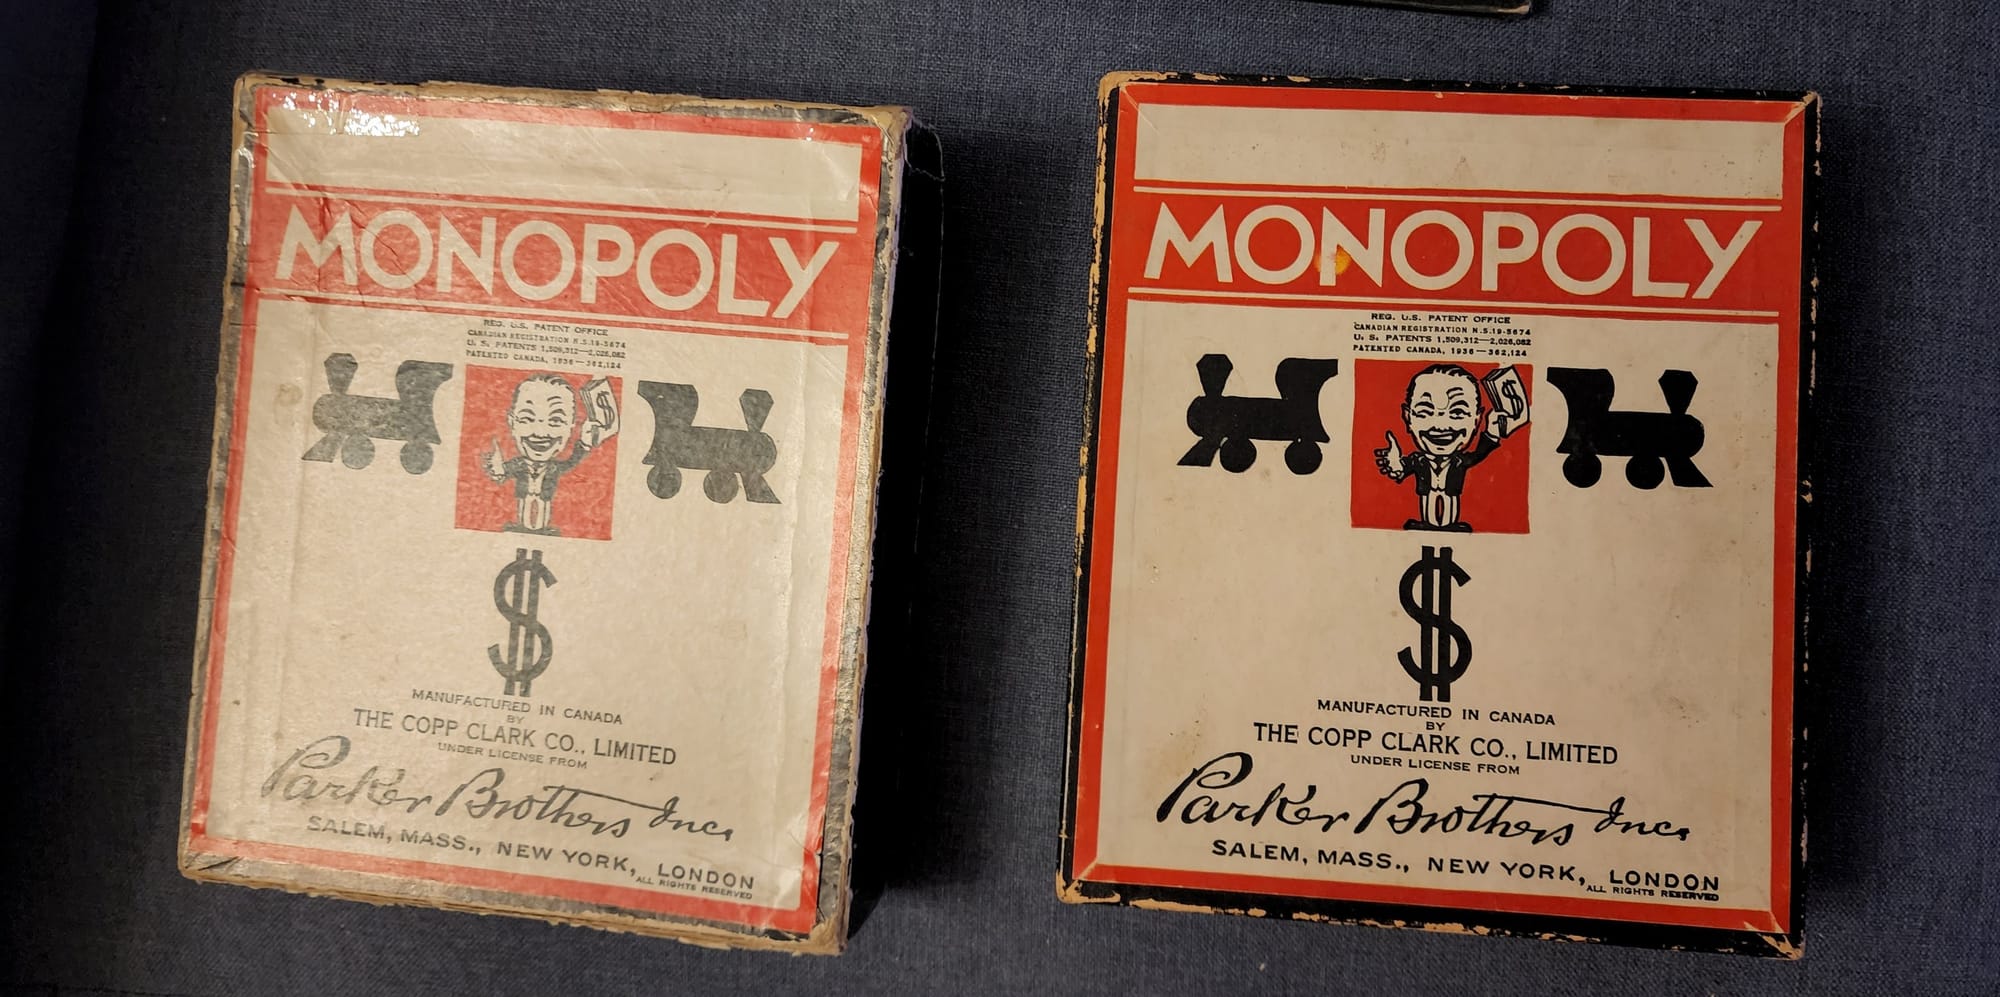 MONOPOLY
REG. U.S. PATENT OFFICE
CANADIAN REGISTRATION N.S.19-5674
U. S. PATENTS 1,509,312—2,026,082
PATENTED CANADA, 1936—362,124
$
$
MANUFACTURED IN CANADA
BY
THE COPP CLARK CO., LIMITED
UNDER LICENSE FROM
Parker Brothers Inc.
SALEM, MASS., NEW YORK, LONDON
ALL RIGHTS RESERVED
MONOPOLY
REG. U.S. PATENT OFFICE
CANADIAN REGISTRATION N.S.19-5674
U. S. PATENTS 1,509,312—2,026,082
PATENTED CANADA, 1936—362,124
$
$
MANUFACTURED IN CANADA
BY
THE COPP CLARK CO., LIMITED
UNDER LICENSE FROM
Parker Brothers Inc.
SALEM, MASS., NEW YORK, LONDON
ALL RIGHTS RESERVED